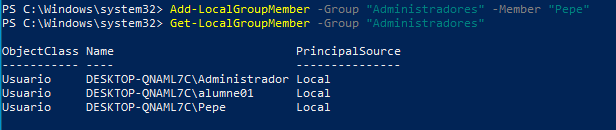 PS C:\Windows\system32> Add-LocalGroupMember -Group "Administradores" -Member "Pepe"
PS C:\Windows\system32> Get-LocalGroupMember -Group "Administradores"
ObjectClass Name PrincipalSource
----------- ---- ---------------
Usuario DESKTOP-QNAML7C\Administrador Local
Usuario DESKTOP-QNAML7C\alumne01 Local
Usuario DESKTOP-QNAML7C\Pepe Local